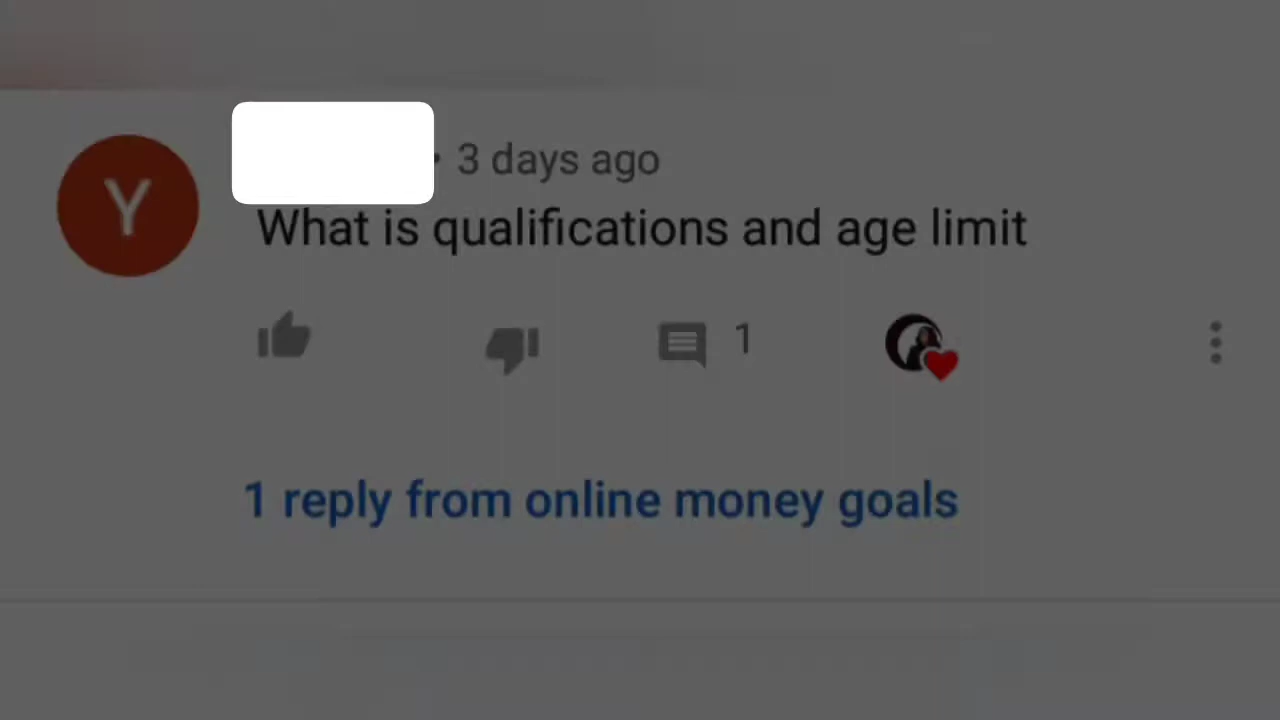 Y
• 3 days ago
What is qualifications and age limit
1
1 reply from online money goals